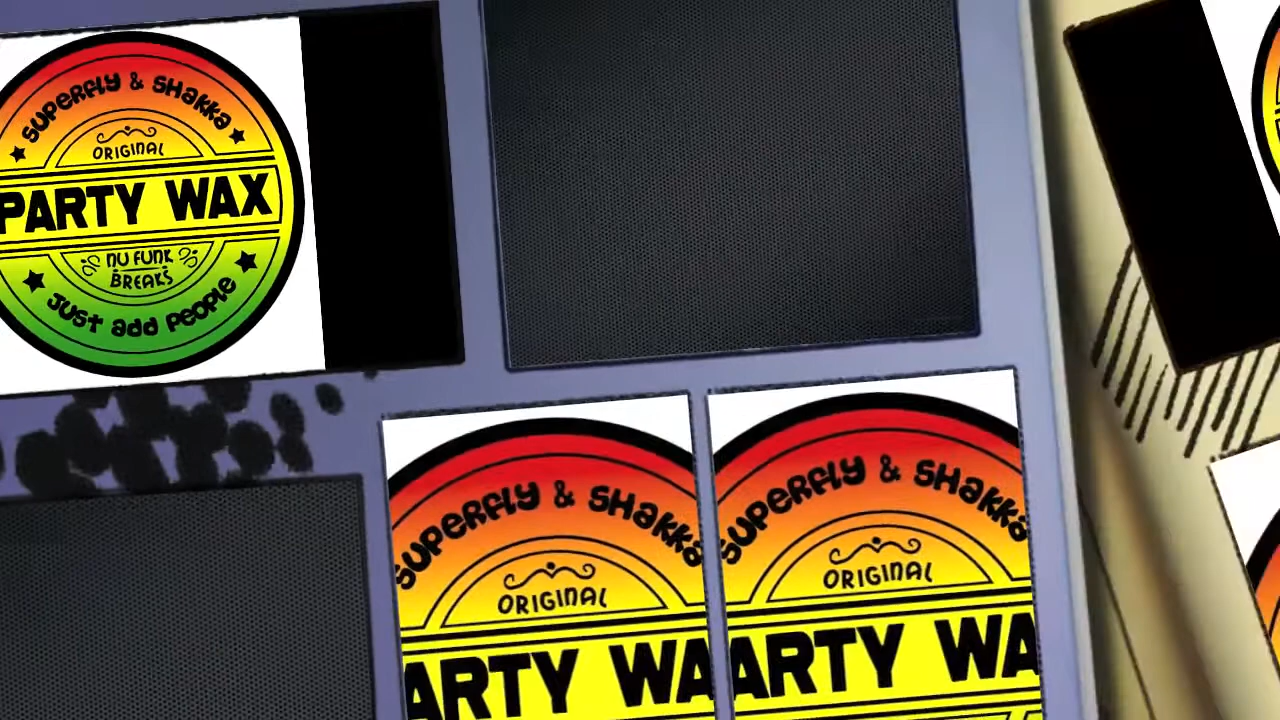 SUPERFLY & SHAKKA
ORIGINAL
PARTY WAX
NU FUNK
BREAKS
JUST ADD PEOPLE
SUPERFLY & SHAKKA
ORIGINAL
ARTY WA
SUPERFLY & SHAKKA
ORIGINAL
ARTY WA